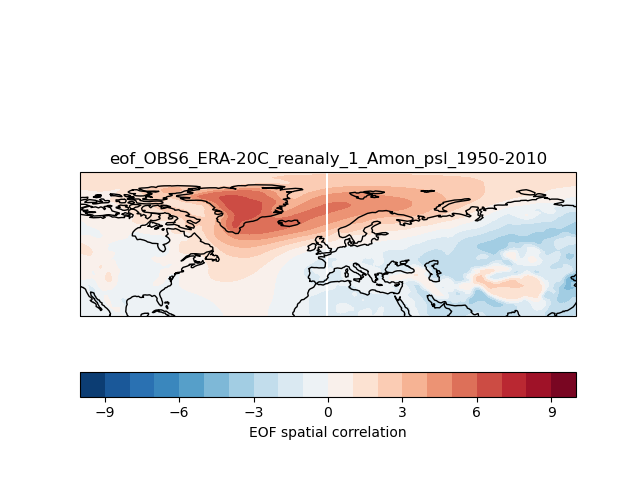 eof_OBS6_ERA-20C_reanaly_1_Amon_psl_1950-2010
−9 −6 −3 0 3 6 9
EOF spatial correlation